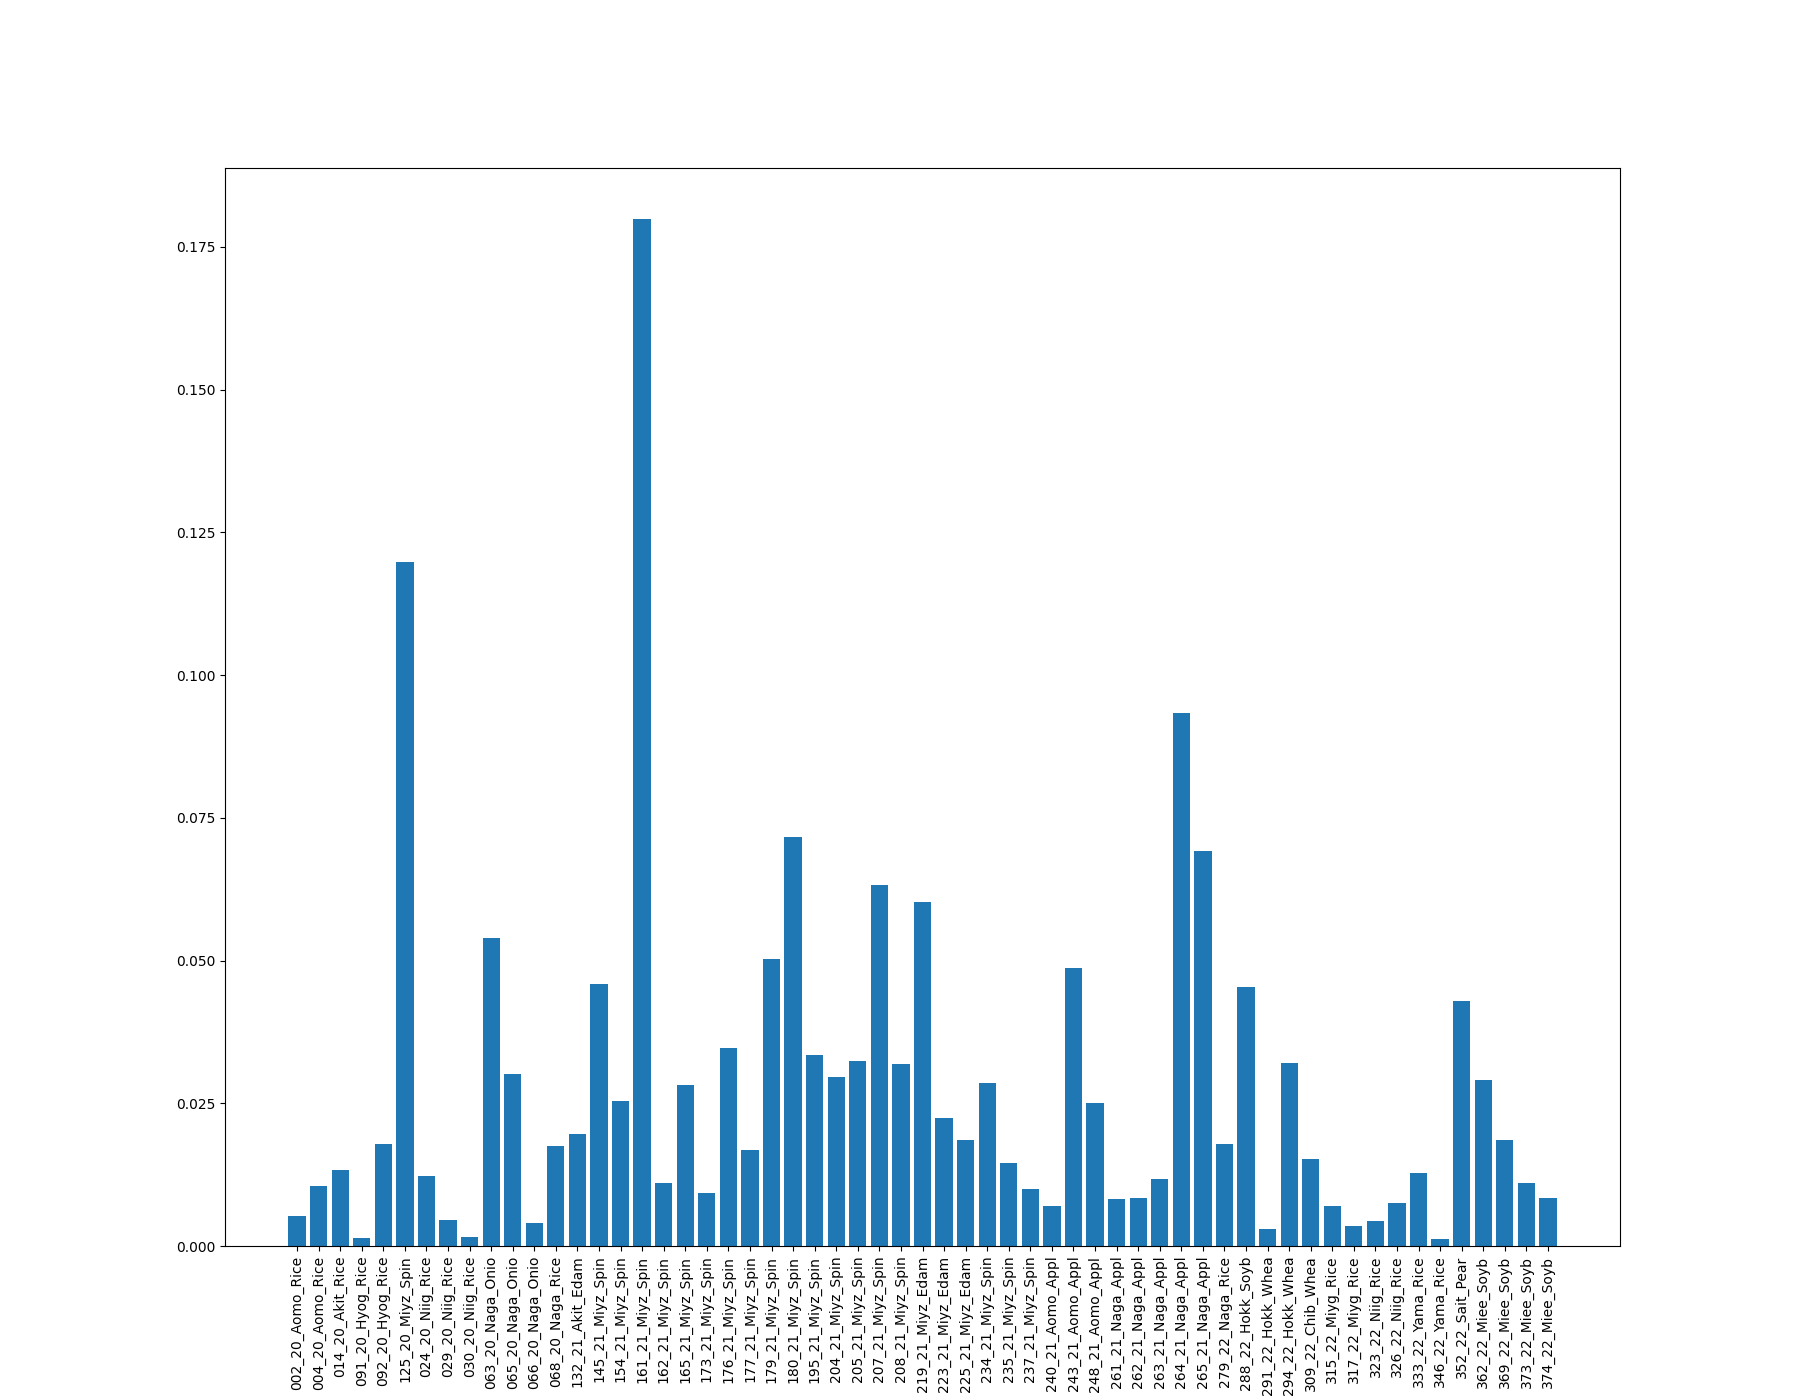 0.175
0.150
0.125
0.100
0.075
0.050
0.025
0.000
002_20_Aomo_Rice
004_20_Aomo_Rice
014_20_Akit_Rice
091_20_Hyog_Rice
092_20_Hyog_Rice
125_20_Miyz_Spin
024_20_Niig_Rice
029_20_Niig_Rice
030_20_Niig_Rice
063_20_Naga_Onio
065_20_Naga_Onio
066_20_Naga_Onio
068_20_Naga_Rice
132_21_Akit_Edam
145_21_Miyz_Spin
154_21_Miyz_Spin
161_21_Miyz_Spin
162_21_Miyz_Spin
165_21_Miyz_Spin
173_21_Miyz_Spin
176_21_Miyz_Spin
177_21_Miyz_Spin
179_21_Miyz_Spin
180_21_Miyz_Spin
195_21_Miyz_Spin
204_21_Miyz_Spin
205_21_Miyz_Spin
207_21_Miyz_Spin
208_21_Miyz_Spin
219_21_Miyz_Edam
223_21_Miyz_Edam
225_21_Miyz_Edam
234_21_Miyz_Spin
235_21_Miyz_Spin
237_21_Miyz_Spin
240_21_Aomo_Appl
243_21_Aomo_Appl
248_21_Aomo_Appl
261_21_Naga_Appl
262_21_Naga_Appl
263_21_Naga_Appl
264_21_Naga_Appl
265_21_Naga_Appl
279_22_Naga_Rice
288_22_Hokk_Soyb
291_22_Hokk_Whea
294_22_Hokk_Whea
309_22_Chib_Whea
315_22_Miyg_Rice
317_22_Miyg_Rice
323_22_Niig_Rice
326_22_Niig_Rice
333_22_Yama_Rice
346_22_Yama_Rice
352_22_Sait_Pear
362_22_Miee_Soyb
369_22_Miee_Soyb
373_22_Miee_Soyb
374_22_Miee_Soyb